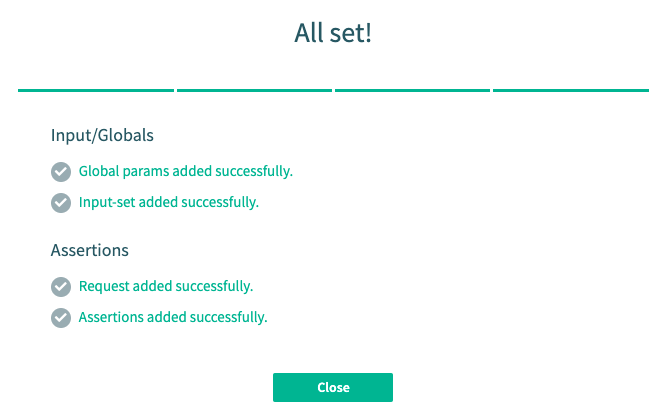 All set!
Input/Globals
Global params added successfully.
Input-set added successfully.
Assertions
Request added successfully.
Assertions added successfully.
Close